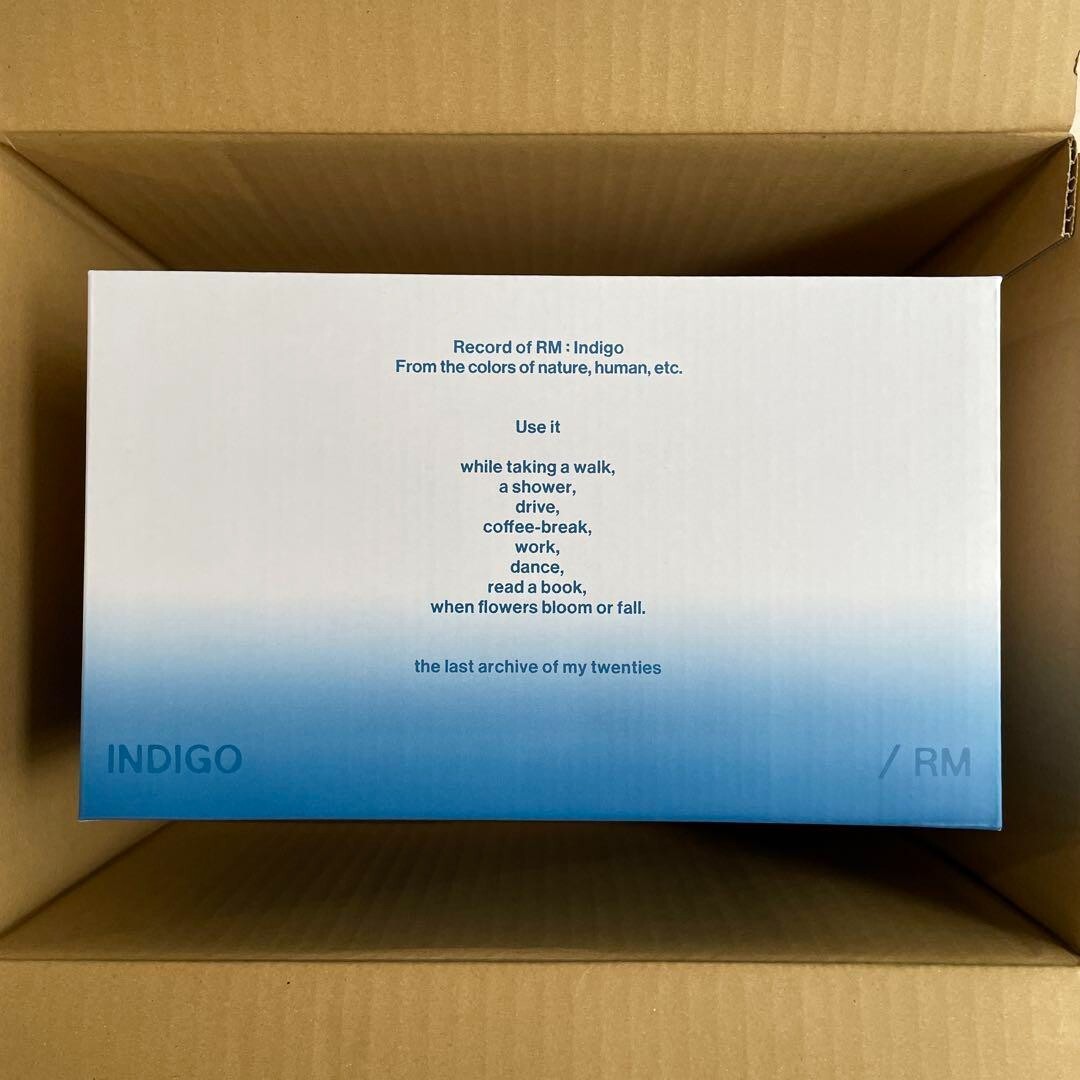 Record of RM : Indigo
From the colors of nature, human, etc.
Use it
while taking a walk,
a shower,
drive,
coffee-break,
work,
dance,
read a book,
when flowers bloom or fall.
the last archive of my twenties
INDIGO / RM